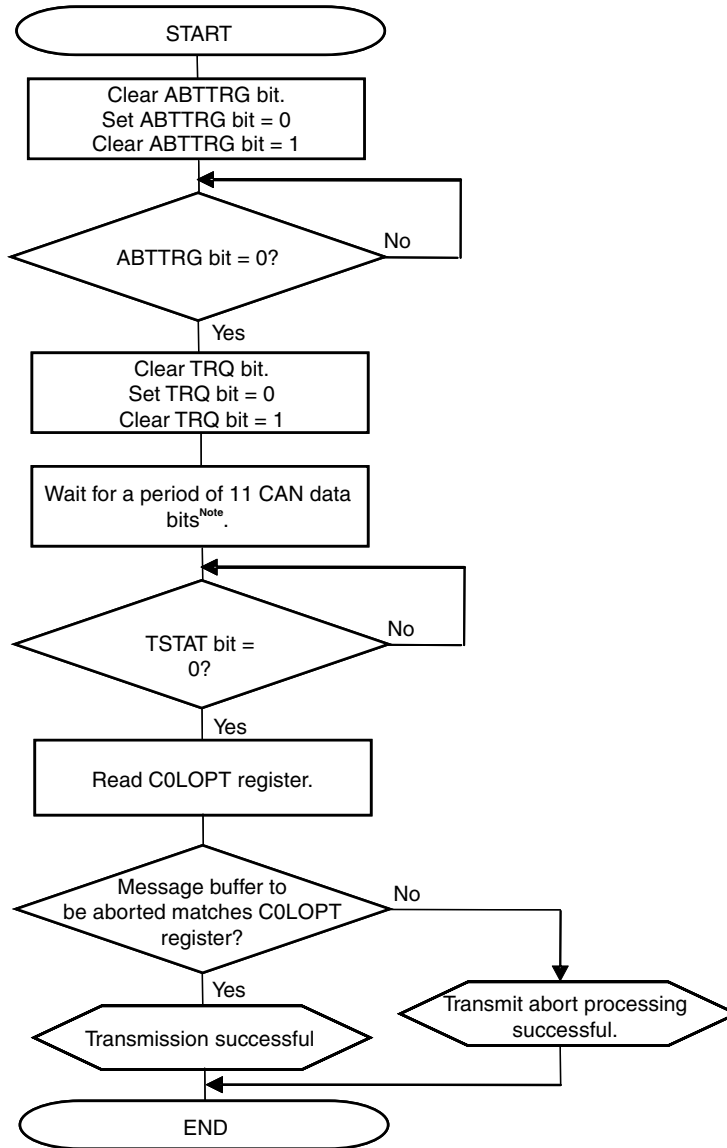 START
Clear ABTTRG bit.
Set ABTTRG bit = 0
Clear ABTTRG bit = 1
ABTTRG bit = 0?
No
Yes
Clear TRQ bit.
Set TRQ bit = 0
Clear TRQ bit = 1
Wait for a period of 11 CAN data
bitsNote.
TSTAT bit =
0?
No
Yes
Read C0LOPT register.
Message buffer to
be aborted matches C0LOPT
register?
No
Yes
Transmission successful
Transmit abort processing
successful.
END